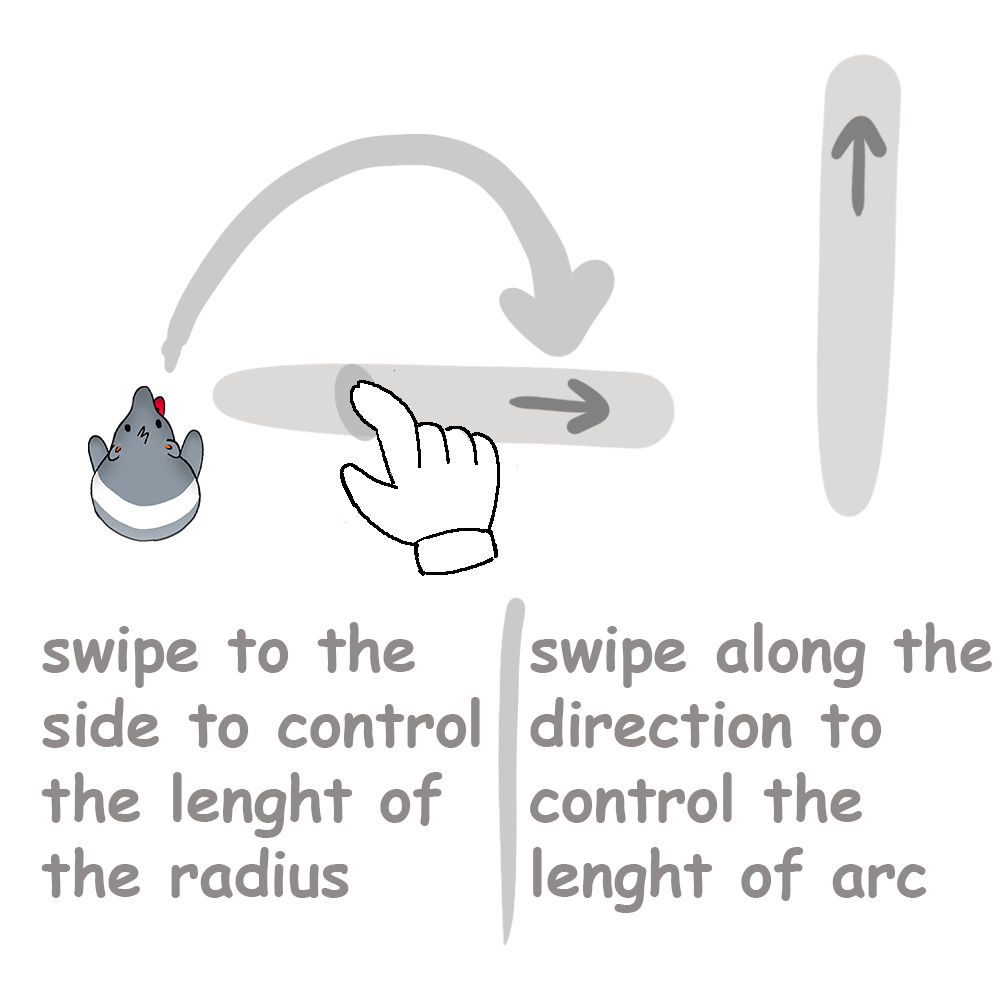 swipe to the
side to control
the lenght of
the radius
swipe along the
direction to
control the
lenght of arc